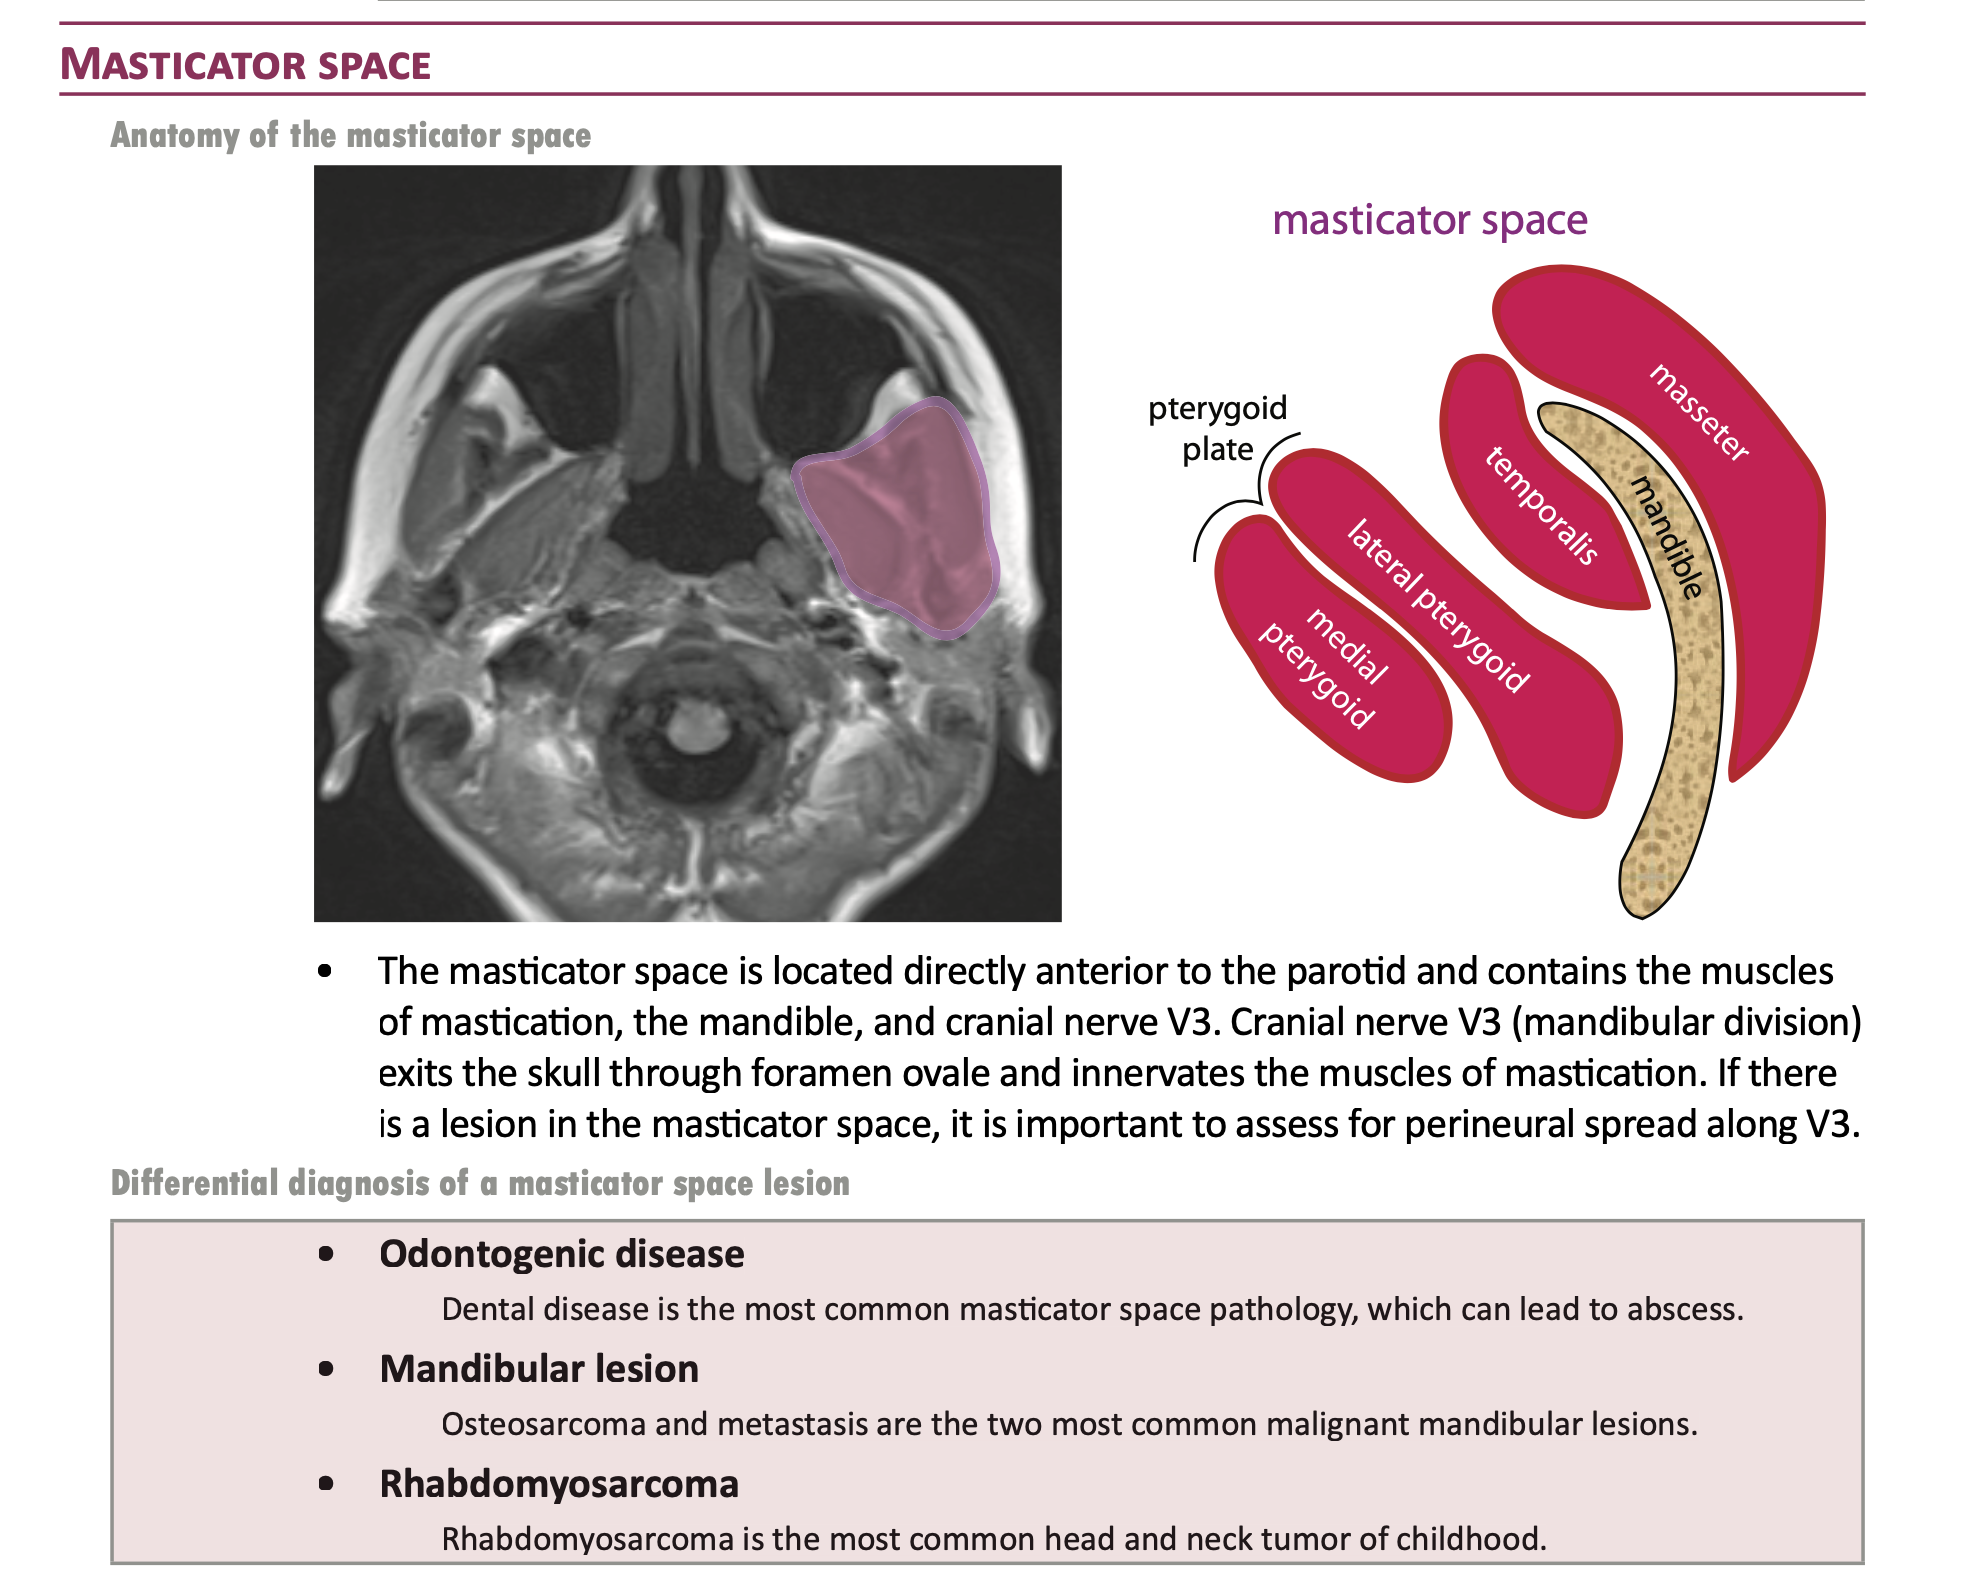 MASTICATOR SPACE
Anatomy of the masticator space
masticator space
masseter
pterygoid
plate
temporalis
mandible
lateral pterygoid
medial
pterygoid
• The masticator space is located directly anterior to the parotid and contains the muscles
of mastication, the mandible, and cranial nerve V3. Cranial nerve V3 (mandibular division)
exits the skull through foramen ovale and innervates the muscles of mastication. If there
is a lesion in the masticator space, it is important to assess for perineural spread along V3.
Differential diagnosis of a masticator space lesion
• Odontogenic disease
Dental disease is the most common masticator space pathology, which can lead to abscess.
• Mandibular lesion
Osteosarcoma and metastasis are the two most common malignant mandibular lesions.
• Rhabdomyosarcoma
Rhabdomyosarcoma is the most common head and neck tumor of childhood.